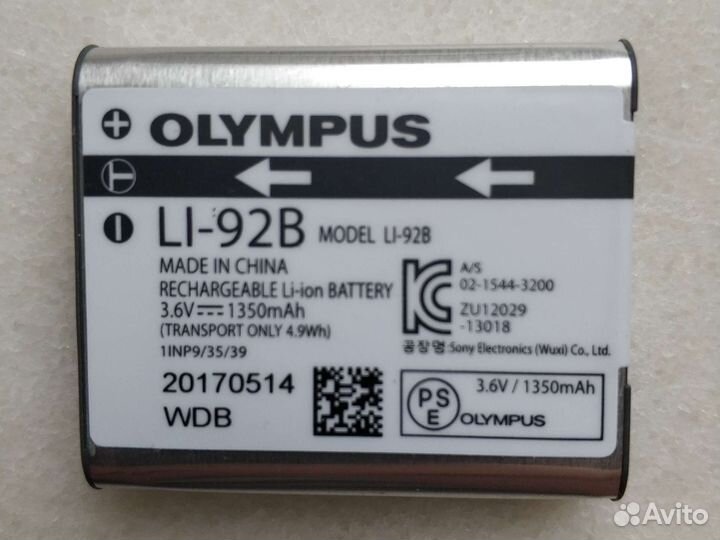 OLYMPUS
LI-92B MODEL LI-92B
MADE IN CHINA
RECHARGEABLE Li-ion BATTERY
3.6V⎓1350mAh
(TRANSPORT ONLY 4.9Wh)
1INP9/35/39
20170514
WDB
KC
A/S
02-1544-3200
ZU12029
-13018
공장명:Sony Electronics (Wuxi) Co., Ltd.
PSE
3.6V / 1350mAh
OLYMPUS
Avito